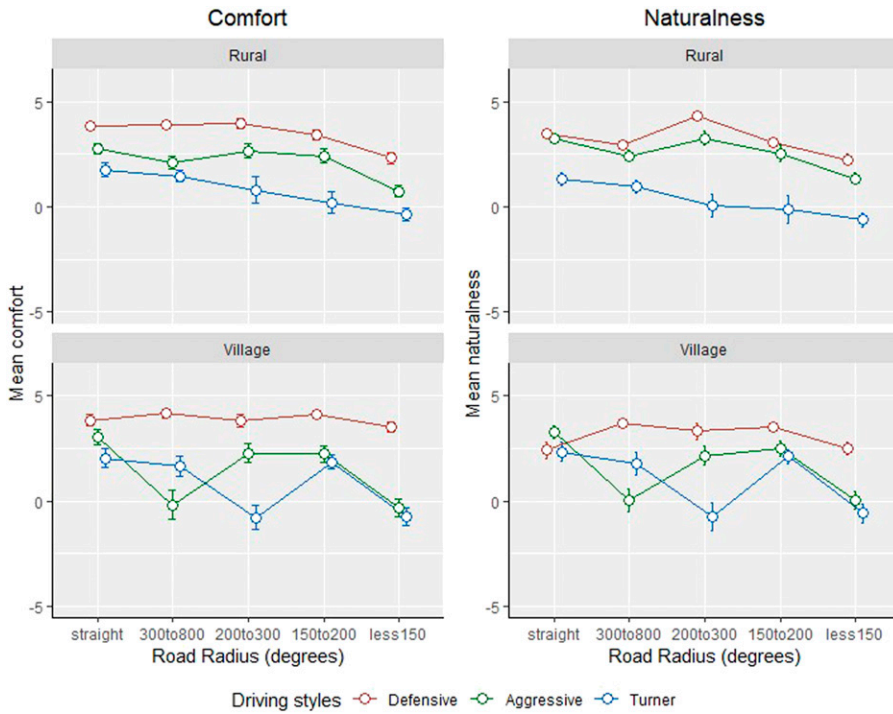 Comfort
Naturalness
Rural
Rural
5
0
-5
5
0
-5
Mean comfort
Mean naturalness
Village
Village
5
0
-5
5
0
-5
straight 300to800 200to300 150to200 less150
straight 300to800 200to300 150to200 less150
Road Radius (degrees)
Road Radius (degrees)
Driving styles Defensive Aggressive Turner